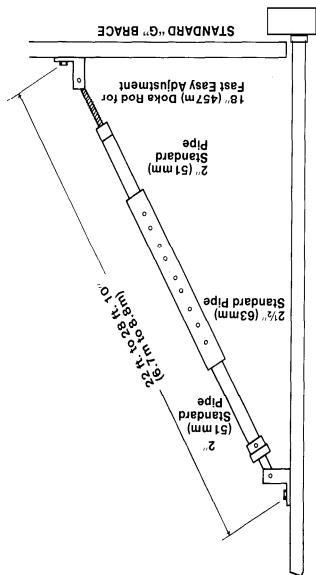 2"
(51mm)
Standard
Pipe
2½" (63mm)
Standard Pipe
22 ft. to 28 ft. 10"
(6.7m to 8.8m)
2" (51mm)
Standard
Pipe
18" (457m) Doka Rod for
Fast Easy Adjustment
STANDARD "G" BRACE